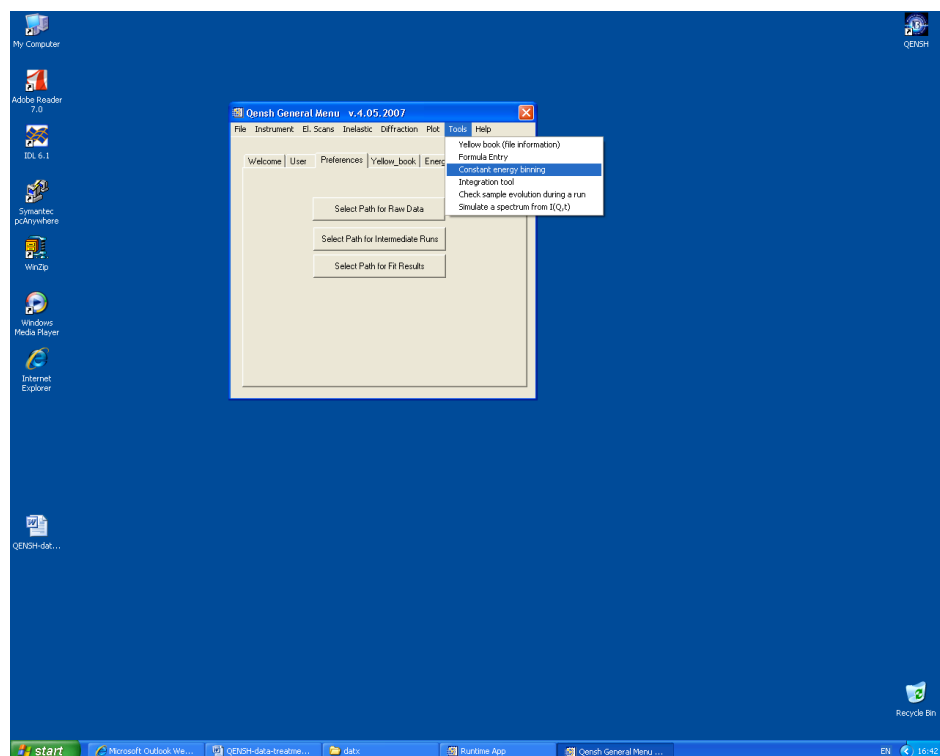 My Computer
QENSH
Adobe Reader
7.0
IDL 6.1
Symantec
pcAnywhere
WinZip
Windows
Media Player
Internet
Explorer
QENSH-dat...
Qensh General Menu v.4.05.2007
File Instrument El. Scans Inelastic Diffraction Plot Tools Help
Yellow book (file information)
Formula Entry
Constant energy binning
Integration tool
Check sample evolution during a run
Simulate a spectrum from I(Q,t)
Welcome User Preferences Yellow_book Energ
Select Path for Raw Data
Select Path for Intermediate Runs
Select Path for Fit Results
Recycle Bin
start Microsoft Outlook We... QENSH-data-treatme... datx Runtime App Qensh General Menu ... EN 16:42